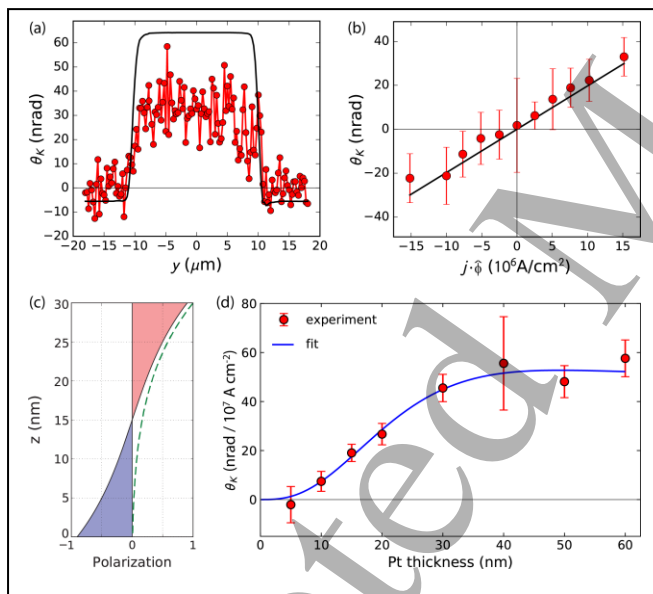 (a)
70
60
50
40
30
20
10
0
−10
−20
θK (nrad)
−20 −15 −10 −5 0 5 10 15 20
y (μm)
(b)
40
20
0
−20
−40
θK (nrad)
−15 −10 −5 0 5 10 15
j·φ̂ (10⁶A/cm²)
(c)
30
25
20
15
10
5
0
z (nm)
−1 0 1
Polarization
(d)
experiment
fit
80
60
40
20
0
θK (nrad / 10⁷ A cm⁻²)
0 10 20 30 40 50 60
Pt thickness (nm)
ted M